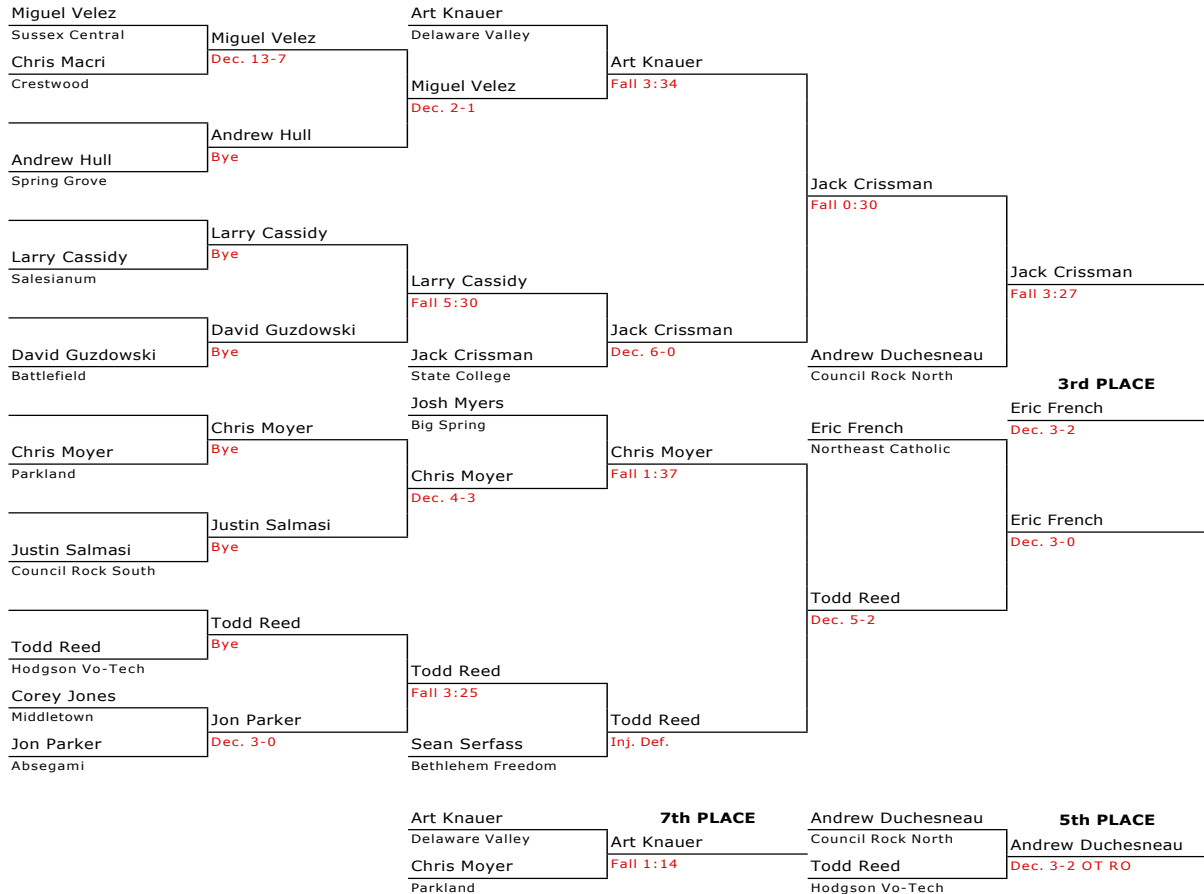 Miguel Velez
Sussex Central
Chris Macri
Crestwood
Andrew Hull
Spring Grove
Larry Cassidy
Salesianum
David Guzdowski
Battlefield
Chris Moyer
Parkland
Justin Salmasi
Council Rock South
Todd Reed
Hodgson Vo-Tech
Corey Jones
Middletown
Jon Parker
Absegami
Miguel Velez
Dec. 13-7
Andrew Hull
Bye
Larry Cassidy
Bye
David Guzdowski
Bye
Chris Moyer
Bye
Justin Salmasi
Bye
Todd Reed
Bye
Jon Parker
Dec. 3-0
Art Knauer
Delaware Valley
Miguel Velez
Dec. 2-1
Larry Cassidy
Fall 5:30
Jack Crissman
State College
Josh Myers
Big Spring
Chris Moyer
Dec. 4-3
Todd Reed
Fall 3:25
Sean Serfass
Bethlehem Freedom
Art Knauer
Fall 3:34
Jack Crissman
Dec. 6-0
Chris Moyer
Fall 1:37
Todd Reed
Inj. Def.
Jack Crissman
Fall 0:30
Andrew Duchesneau
Council Rock North
Eric French
Northeast Catholic
Todd Reed
Dec. 5-2
Jack Crissman
Fall 3:27
3rd PLACE
Eric French
Dec. 3-2
Eric French
Dec. 3-0
Art Knauer
Delaware Valley
Chris Moyer
Parkland
7th PLACE
Art Knauer
Fall 1:14
Andrew Duchesneau
Council Rock North
Todd Reed
Hodgson Vo-Tech
5th PLACE
Andrew Duchesneau
Dec. 3-2 OT RO